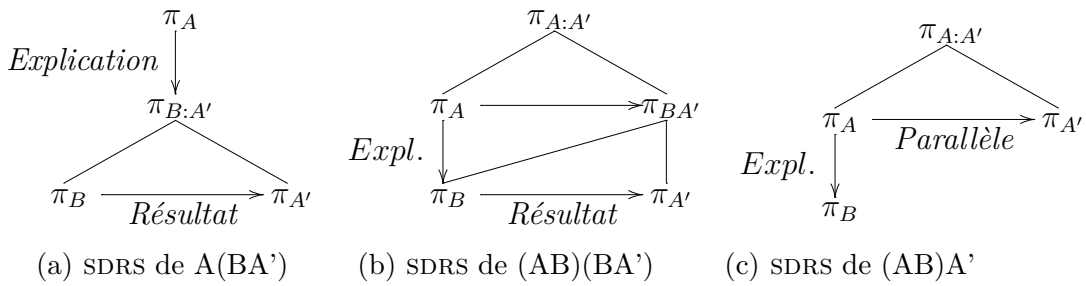 π_A
Explication
π_{B:A'}
π_B
Résultat
π_{A'}
(a) SDRS de A(BA')
π_{A:A'}
π_A
π_{BA'}
Expl.
π_B
Résultat
π_{A'}
(b) SDRS de (AB)(BA')
π_{A:A'}
π_A
Parallèle
π_{A'}
Expl.
π_B
(c) SDRS de (AB)A'